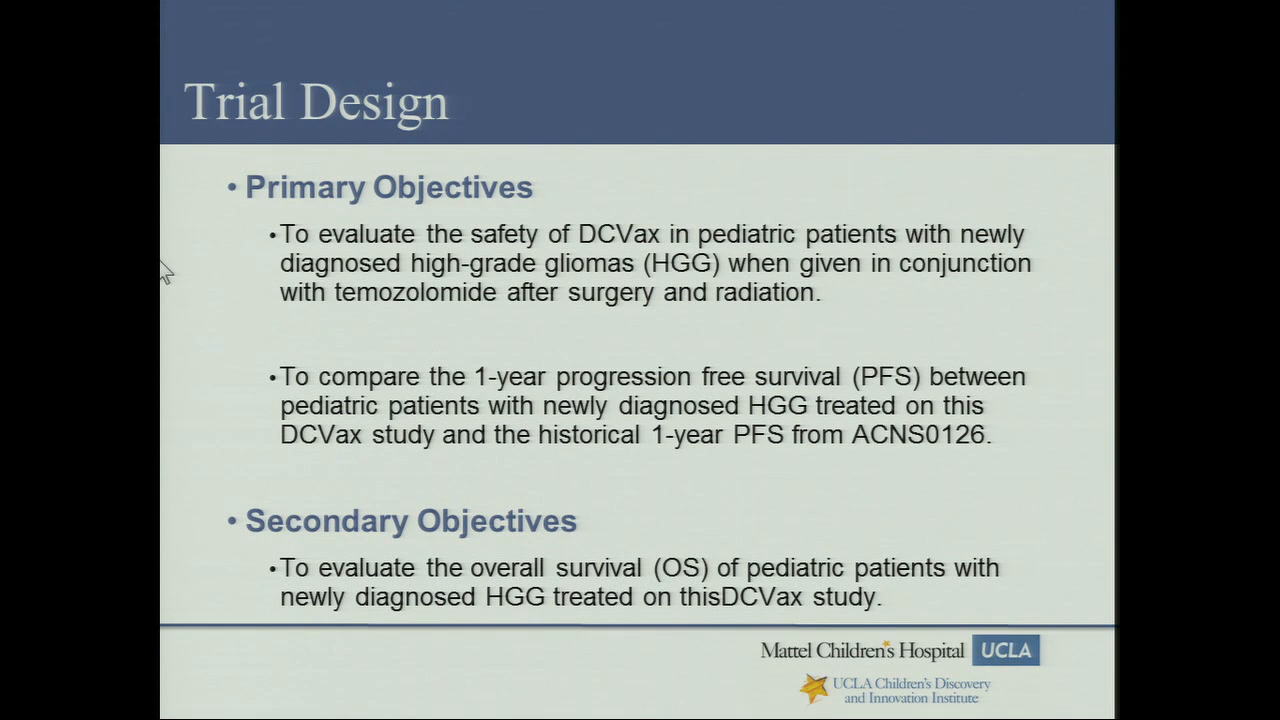 Trial Design
• Primary Objectives
• To evaluate the safety of DCVax in pediatric patients with newly
diagnosed high-grade gliomas (HGG) when given in conjunction
with temozolomide after surgery and radiation.
• To compare the 1-year progression free survival (PFS) between
pediatric patients with newly diagnosed HGG treated on this
DCVax study and the historical 1-year PFS from ACNS0126.
• Secondary Objectives
• To evaluate the overall survival (OS) of pediatric patients with
newly diagnosed HGG treated on thisDCVax study.
Mattel Children's Hospital UCLA
UCLA Children's Discovery
and Innovation Institute